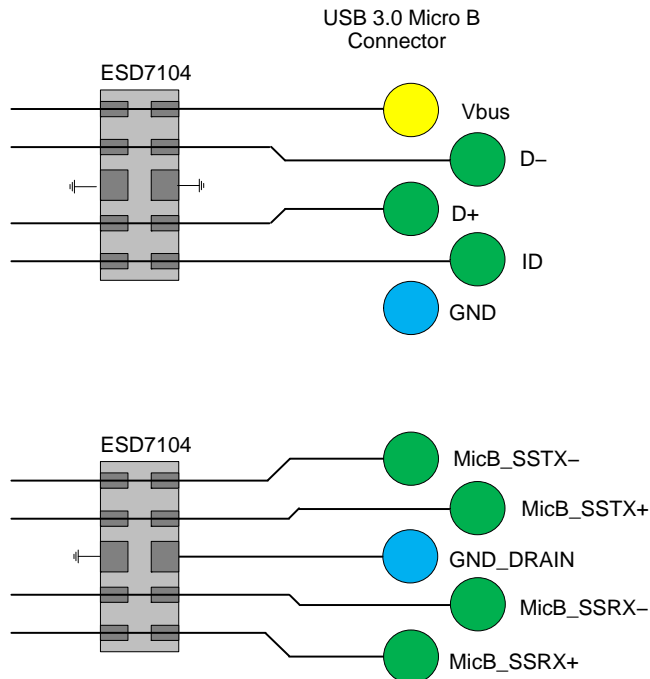 USB 3.0 Micro B
Connector
ESD7104
Vbus
D−
D+
ID
GND
ESD7104
MicB_SSTX−
MicB_SSTX+
GND_DRAIN
MicB_SSRX−
MicB_SSRX+